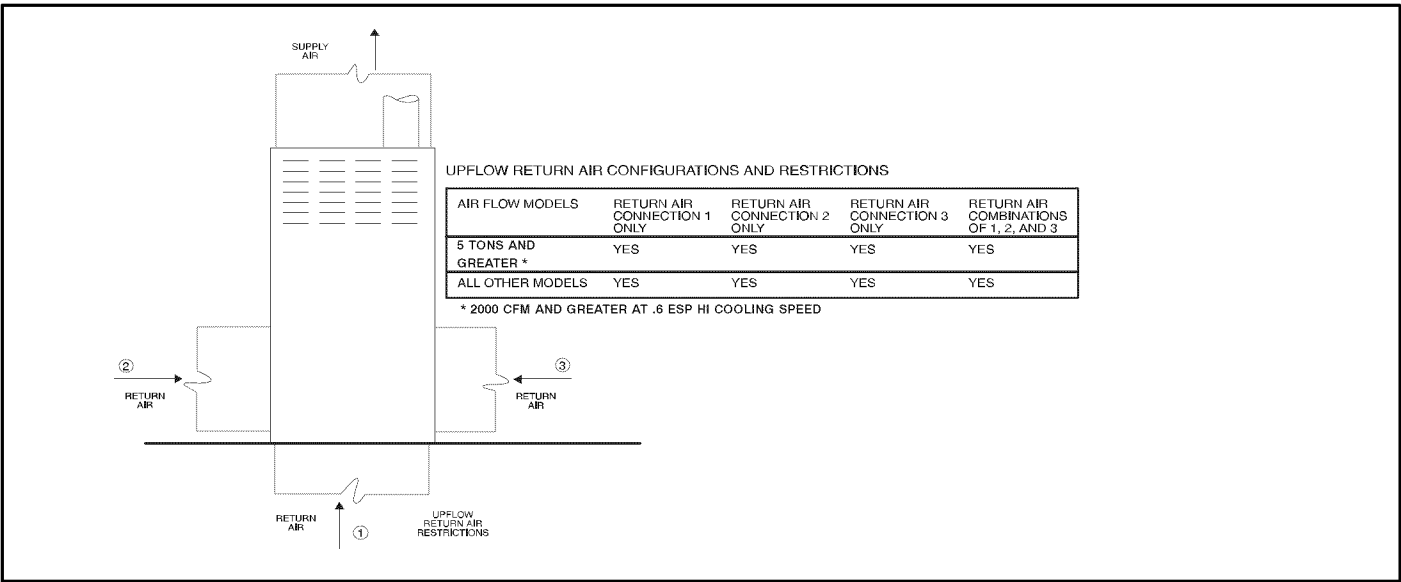 SUPPLY
AIR
UPFLOW RETURN AIR CONFIGURATIONS AND RESTRICTIONS
AIR FLOW MODELS
RETURN AIR
CONNECTION 1
ONLY
RETURN AIR
CONNECTION 2
ONLY
RETURN AIR
CONNECTION 3
ONLY
RETURN AIR
COMBINATIONS
OF 1, 2, AND 3
5 TONS AND
GREATER *
YES
YES
YES
YES
ALL OTHER MODELS
YES
YES
YES
YES
* 2000 CFM AND GREATER AT .6 ESP HI COOLING SPEED
2
RETURN
AIR
3
RETURN
AIR
RETURN
AIR
1
UPFLOW
RETURN AIR
RESTRICTIONS